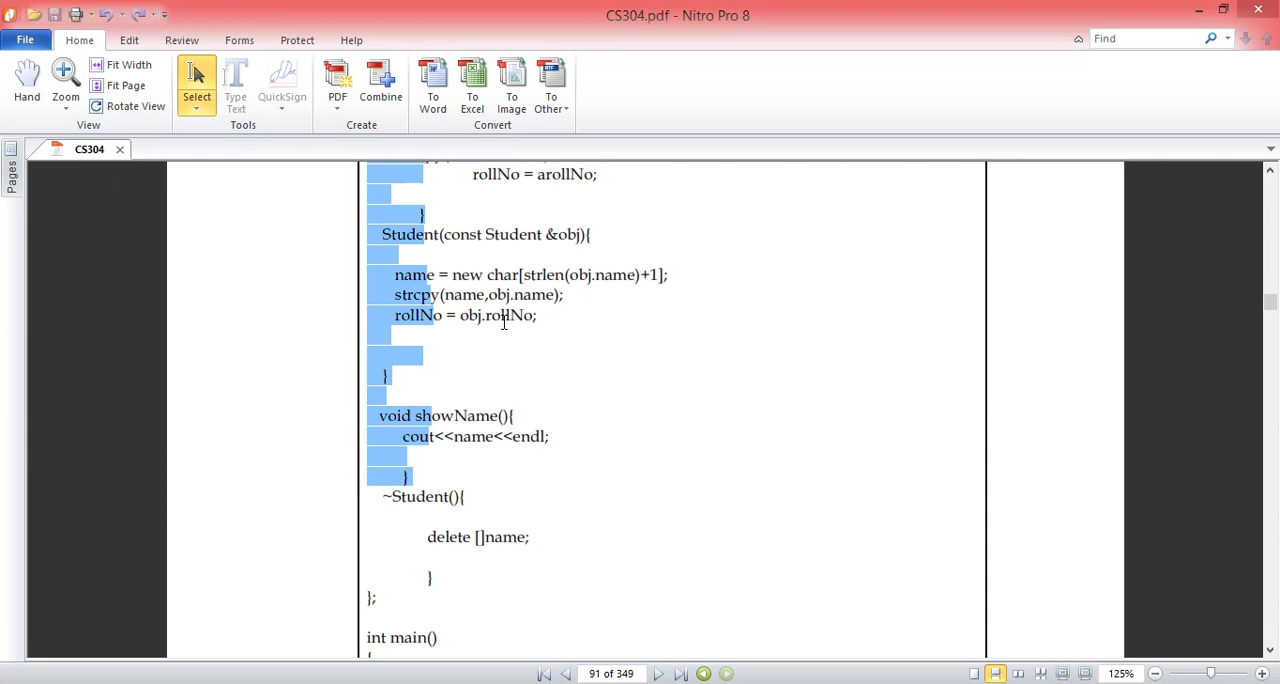 CS304.pdf - Nitro Pro 8
File Home Edit Review Forms Protect Help
Find
Hand
Zoom
Fit Width
Fit Page
Rotate View
View
Select
Type Text
QuickSign
Tools
PDF
Combine
Create
To Word
To Excel
To Image
To Other
Convert
CS304
Pages
rollNo = arollNo;
}
Student(const Student &obj){
name = new char[strlen(obj.name)+1];
strcpy(name,obj.name);
rollNo = obj.rollNo;
}
void showName(){
cout<<name<<endl;
}
~Student(){
delete []name;
}
};
int main()
91 of 349
125%